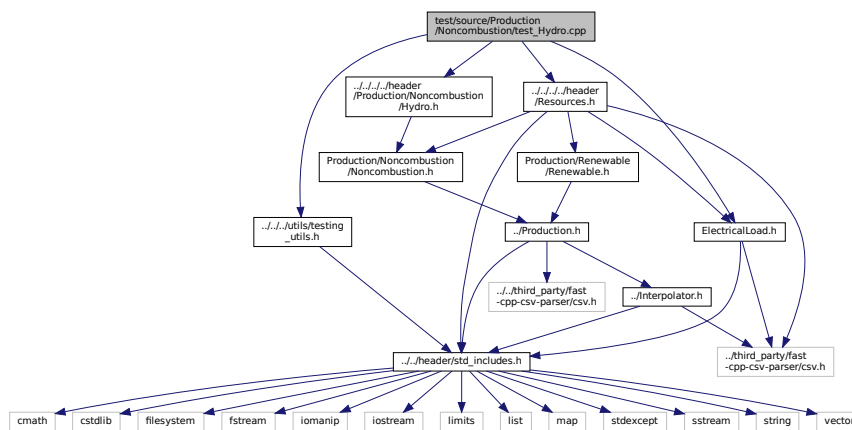 test/source/Production
/Noncombustion/test_Hydro.cpp
../../../../header
/Production/Noncombustion
/Hydro.h
../../../../header
/Resources.h
Production/Noncombustion
/Noncombustion.h
Production/Renewable
/Renewable.h
../../../utils/testing
_utils.h
../Production.h
ElectricalLoad.h
../../third_party/fast
-cpp-csv-parser/csv.h
../Interpolator.h
../../header/std_includes.h
../third_party/fast
-cpp-csv-parser/csv.h
cmath
cstdlib
filesystem
fstream
iomanip
iostream
limits
list
map
stdexcept
sstream
string
vector